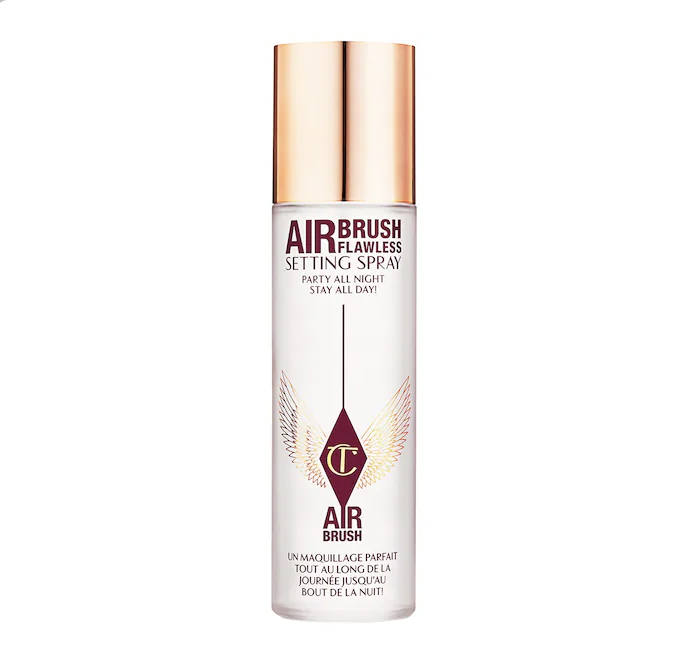 AIRBRUSH
FLAWLESS
SETTING SPRAY
PARTY ALL NIGHT
STAY ALL DAY!
CT
AIR
BRUSH
UN MAQUILLAGE PARFAIT
TOUT AU LONG DE LA
JOURNÉE JUSQU'AU
BOUT DE LA NUIT!